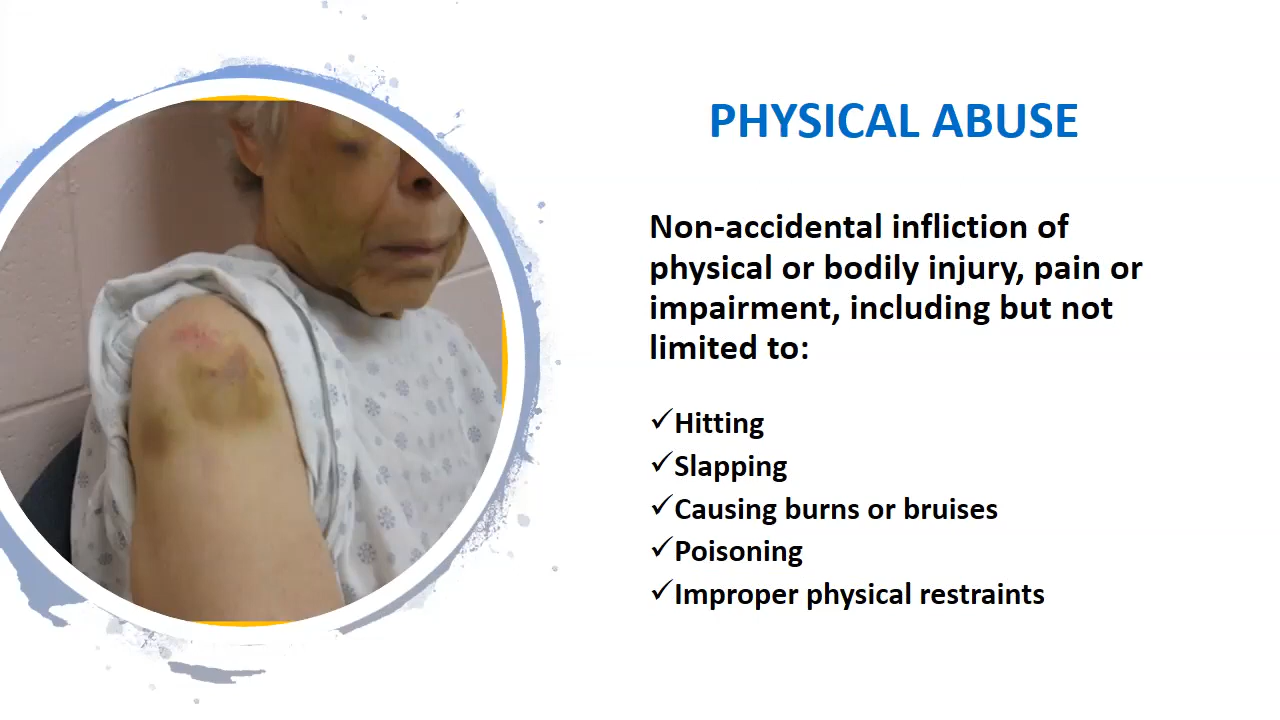 PHYSICAL ABUSE
Non-accidental infliction of
physical or bodily injury, pain or
impairment, including but not
limited to:
✓Hitting
✓Slapping
✓Causing burns or bruises
✓Poisoning
✓Improper physical restraints